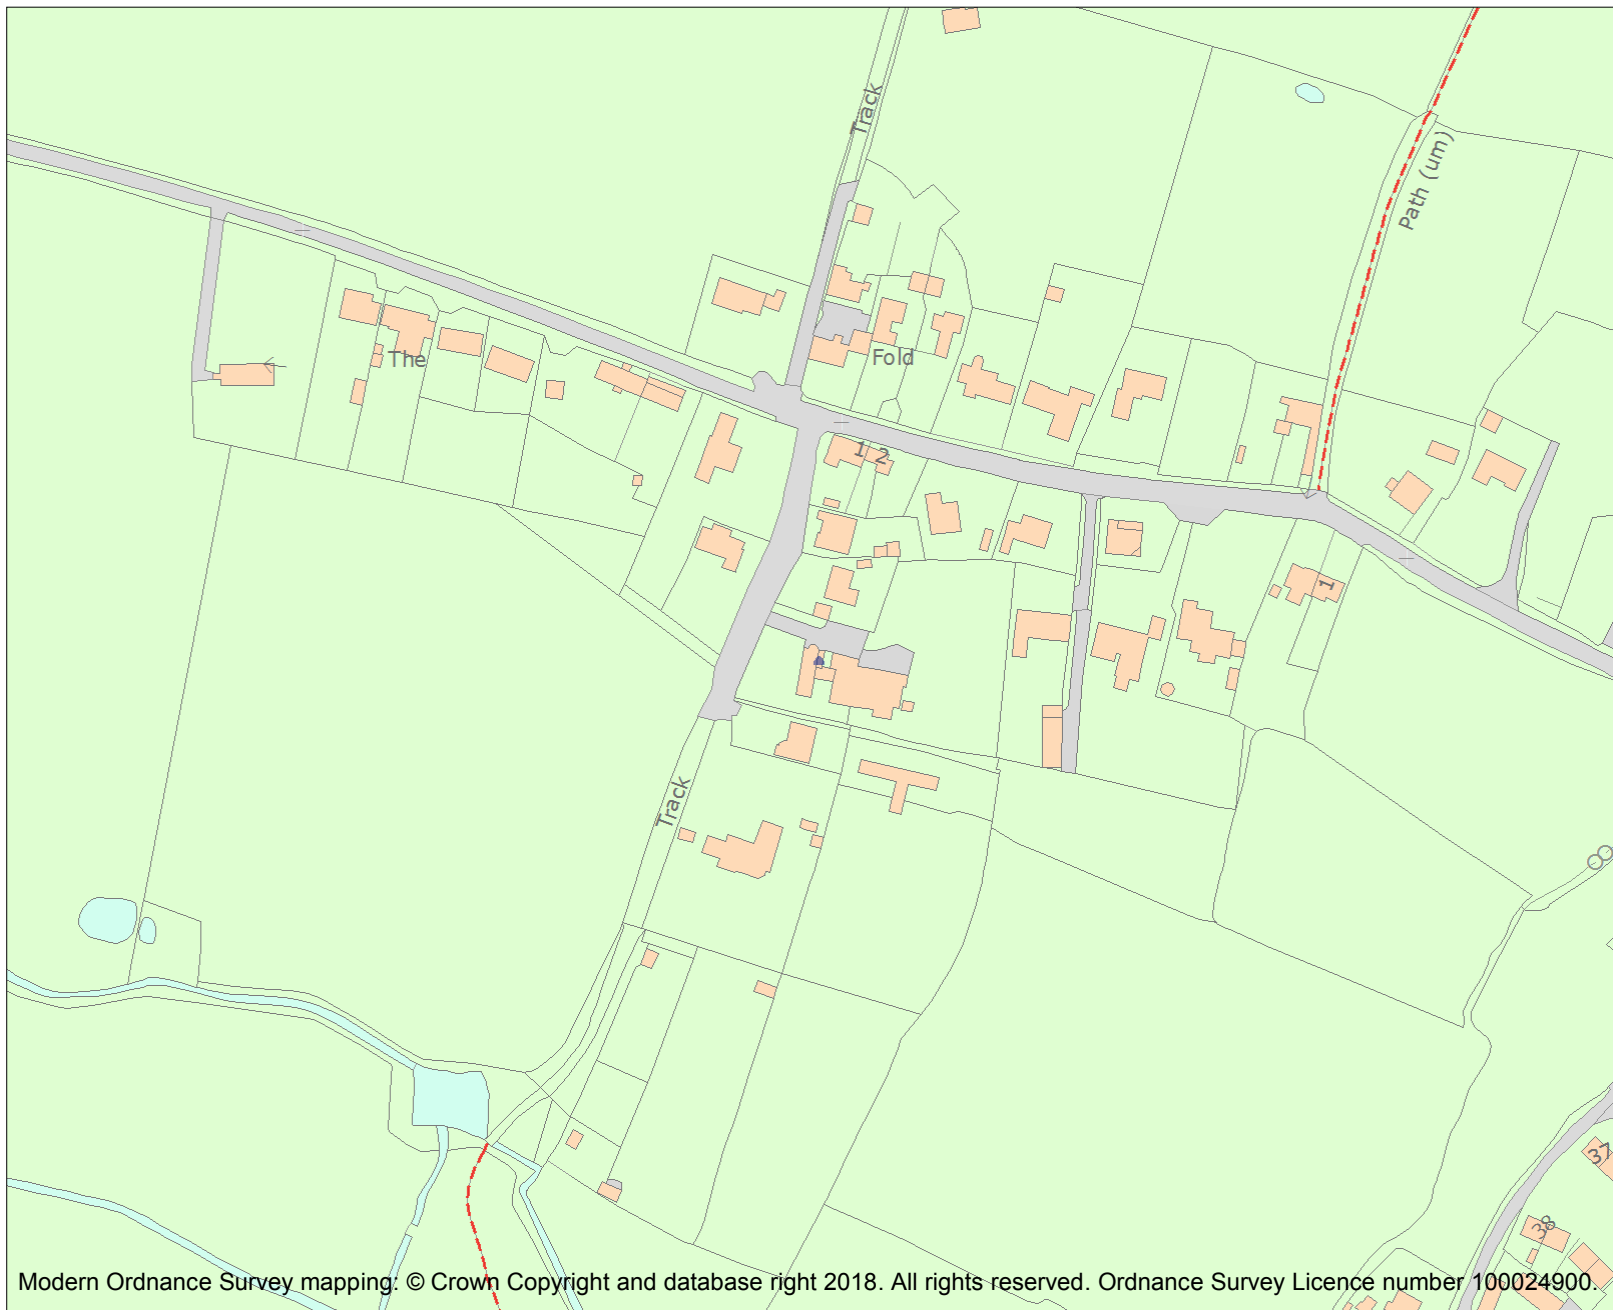 Track
Path (um)
The
Fold
1
2
1
Track
37
38
Modern Ordnance Survey mapping: © Crown Copyright and database right 2018. All rights reserved. Ordnance Survey Licence number 100024900.